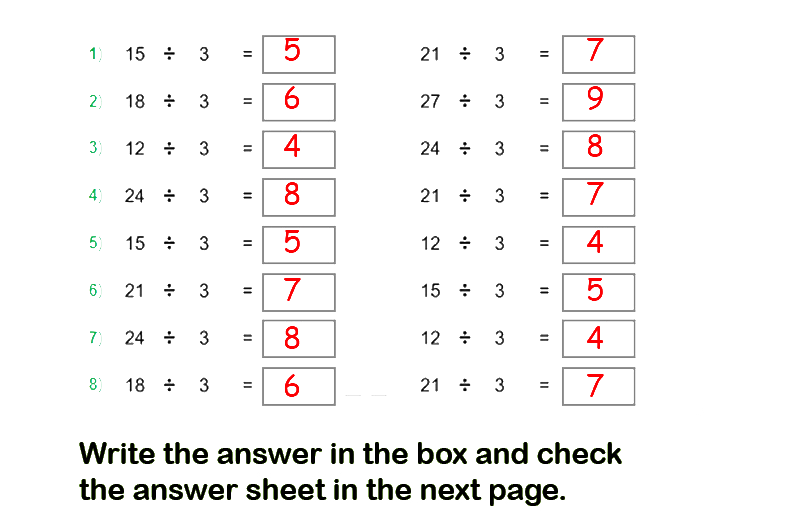 1) 15 ÷ 3 = 5 21 ÷ 3 = 7
2) 18 ÷ 3 = 6 27 ÷ 3 = 9
3) 12 ÷ 3 = 4 24 ÷ 3 = 8
4) 24 ÷ 3 = 8 21 ÷ 3 = 7
5) 15 ÷ 3 = 5 12 ÷ 3 = 4
6) 21 ÷ 3 = 7 15 ÷ 3 = 5
7) 24 ÷ 3 = 8 12 ÷ 3 = 4
8) 18 ÷ 3 = 6 21 ÷ 3 = 7
Write the answer in the box and check
the answer sheet in the next page.